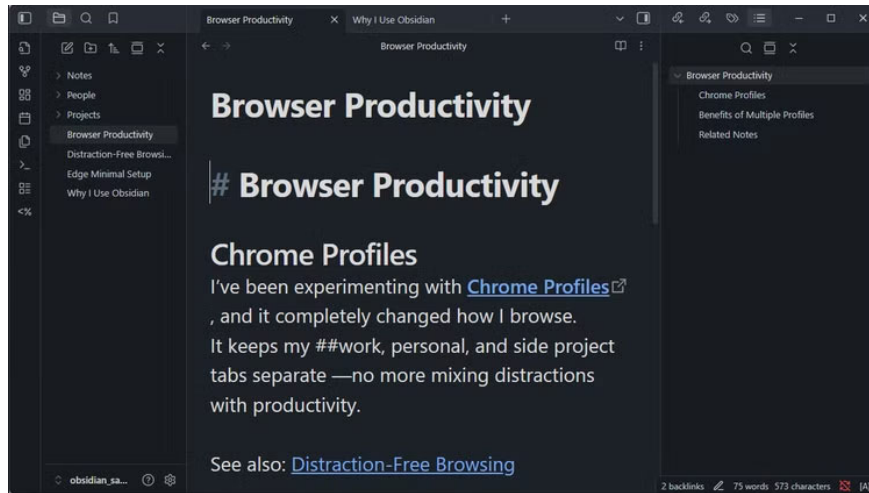 Browser Productivity
Why I Use Obsidian
Browser Productivity
Notes
People
Projects
Browser Productivity
Distraction-Free Browsi...
Edge Minimal Setup
Why I Use Obsidian
<%
obsidian_sa...
Browser Productivity
# Browser Productivity
Chrome Profiles
I've been experimenting with Chrome Profiles
, and it completely changed how I browse.
It keeps my ##work, personal, and side project
tabs separate —no more mixing distractions
with productivity.
See also: Distraction-Free Browsing
Browser Productivity
Chrome Profiles
Benefits of Multiple Profiles
Related Notes
2 backlinks 75 words 573 characters [A]